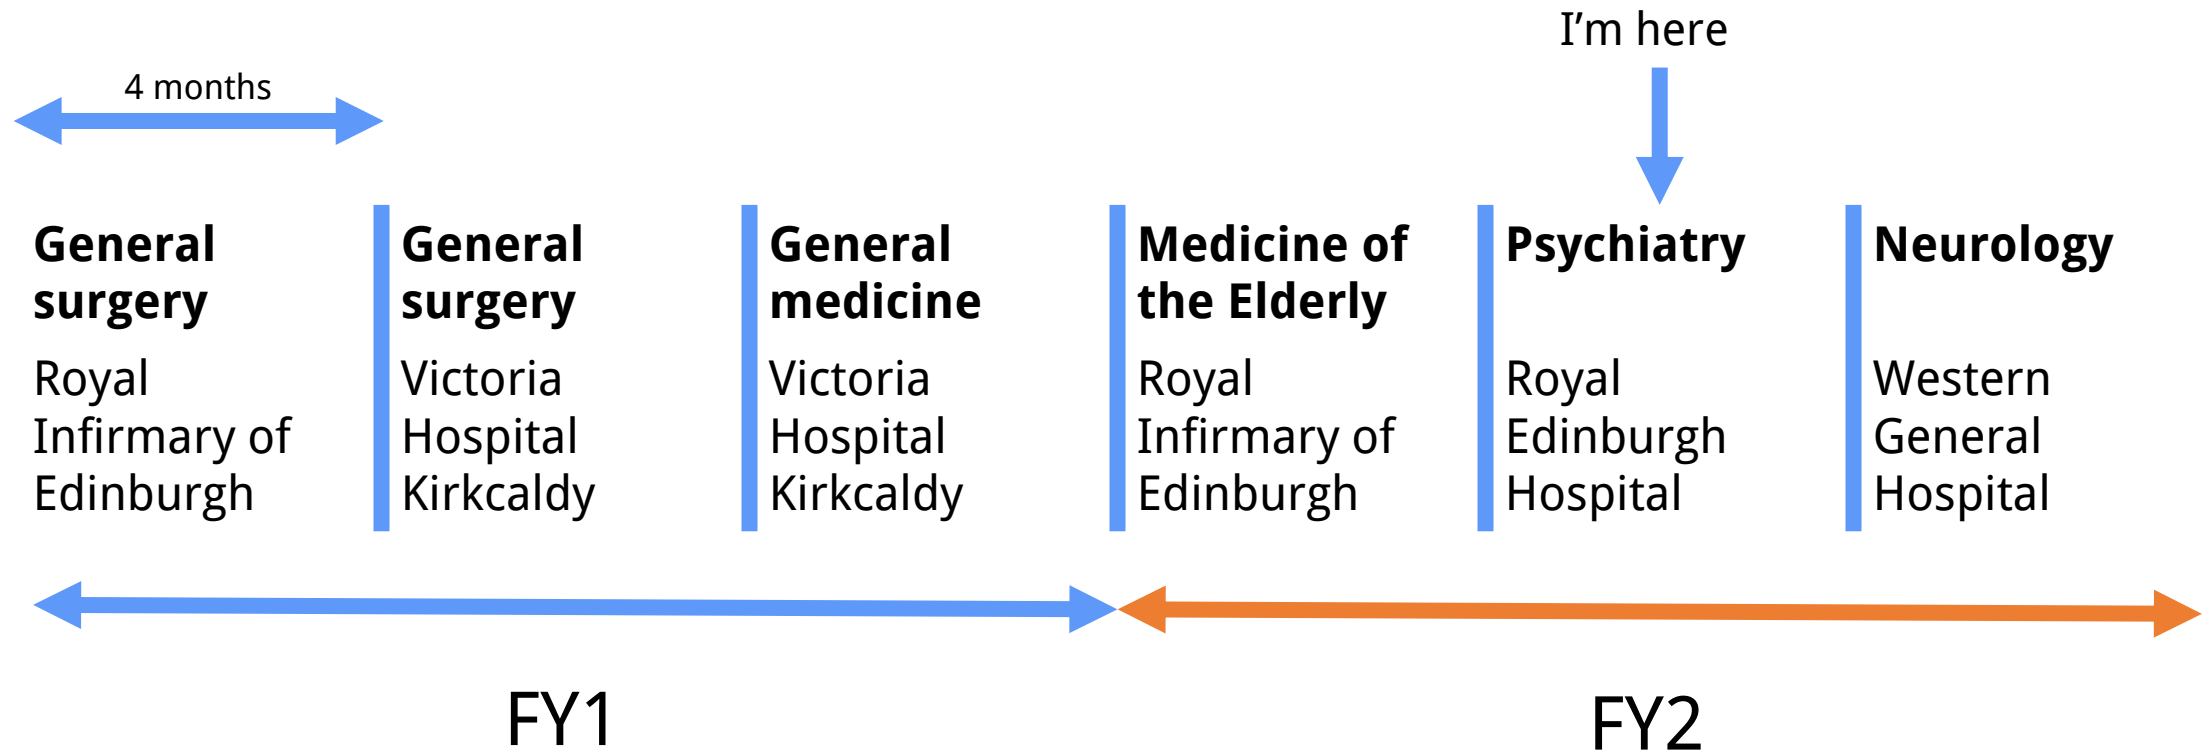 I’m here
4 months
General
surgery
Royal
Infirmary of
Edinburgh
General
surgery
Victoria
Hospital
Kirkcaldy
General
medicine
Victoria
Hospital
Kirkcaldy
Medicine of
the Elderly
Royal
Infirmary of
Edinburgh
Psychiatry
Royal
Edinburgh
Hospital
Neurology
Western
General
Hospital
FY1
FY2